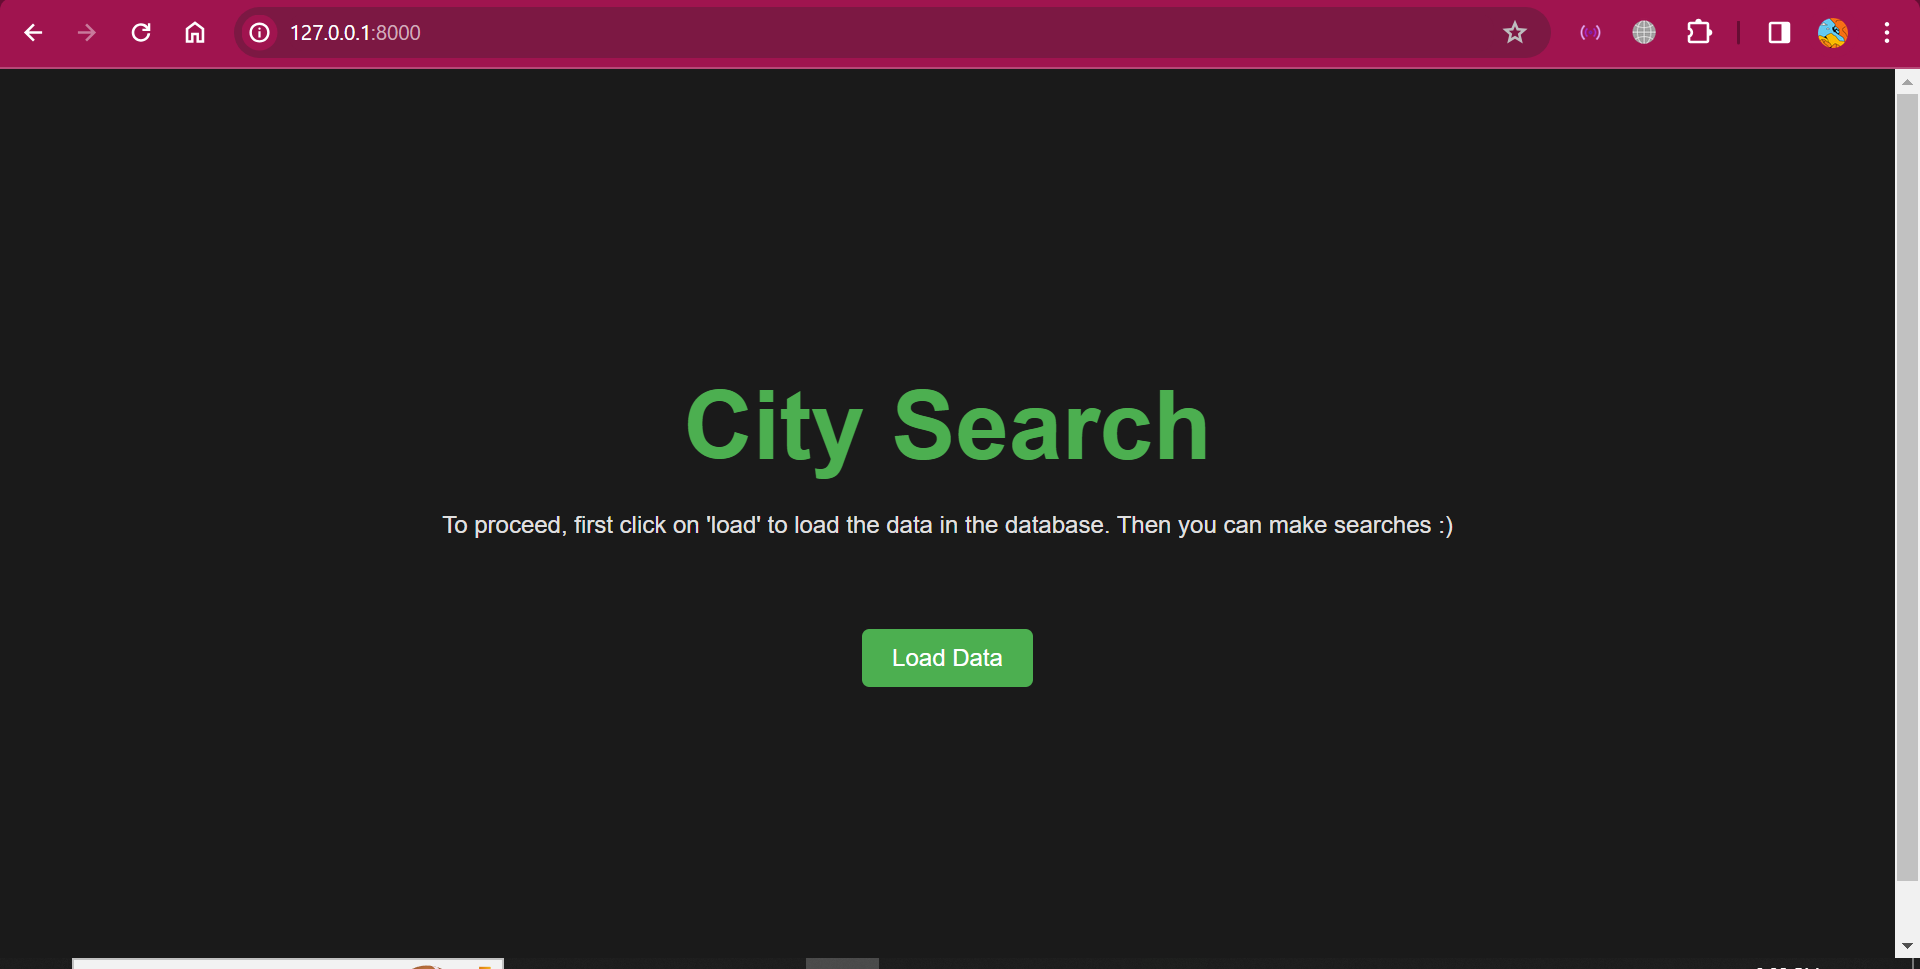 127.0.0.1:8000
City Search
To proceed, first click on 'load' to load the data in the database. Then you can make searches :)
Load Data